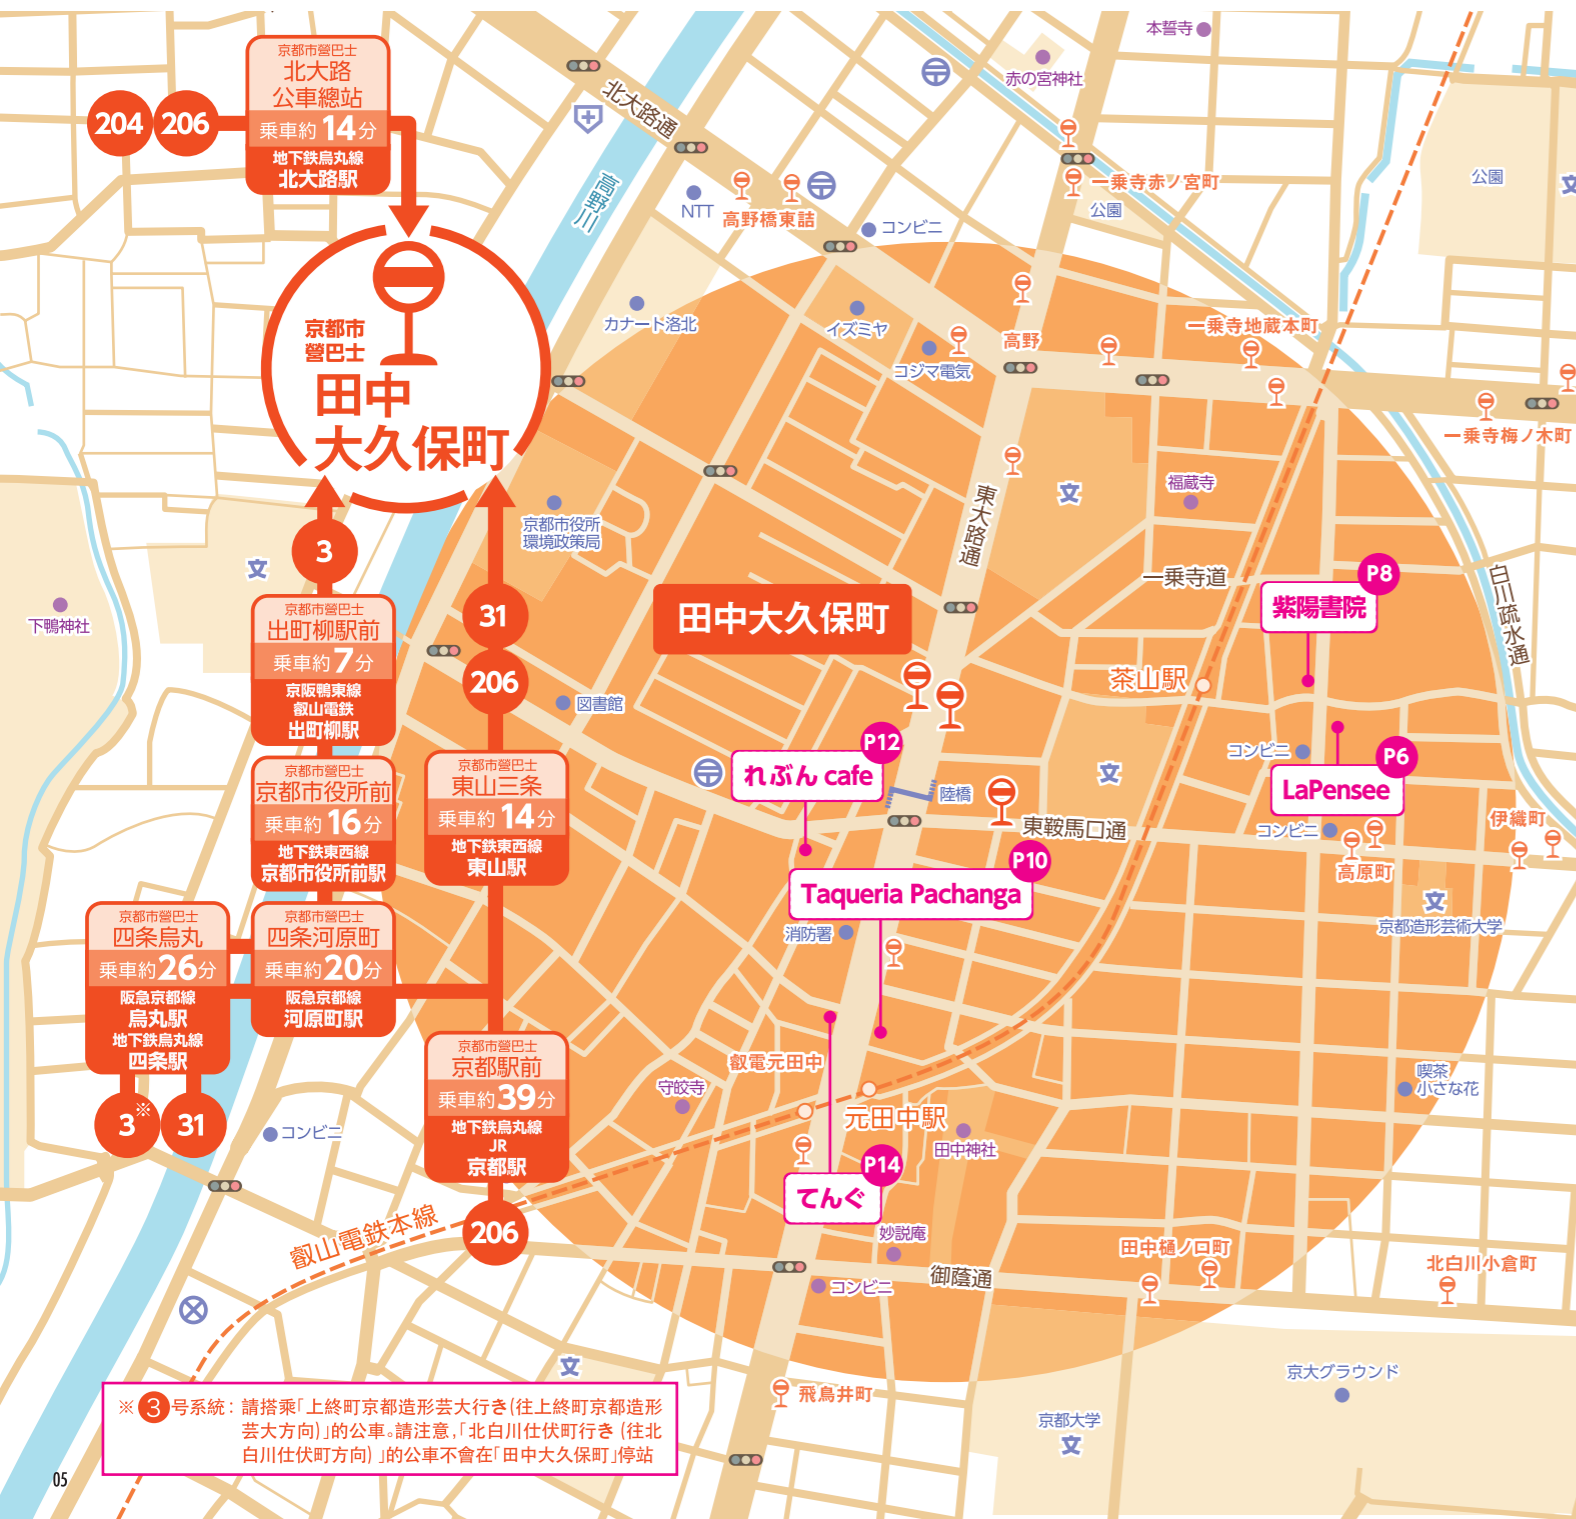 京都市營巴士
北大路
公車總站
乗車約14分
地下鉄烏丸線
北大路駅
204
206
京都市
營巴士
田中
大久保町
3
京都市營巴士
出町柳駅前
乗車約7分
京阪鴨東線
叡山電鉄
出町柳駅
京都市營巴士
京都市役所前
乗車約16分
地下鉄東西線
京都市役所前駅
京都市營巴士
四条烏丸
乗車約26分
阪急京都線
烏丸駅
地下鉄烏丸線
四条駅
3※
31
京都市營巴士
四条河原町
乗車約20分
阪急京都線
河原町駅
31
206
京都市營巴士
東山三条
乗車約14分
地下鉄東西線
東山駅
京都市營巴士
京都駅前
乗車約39分
地下鉄烏丸線
JR
京都駅
206
本誓寺
赤の宮神社
北大路通
高野川
NTT
高野橋東詰
コンビニ
一乗寺赤ノ宮町
公園
公園
文
カナート洛北
イズミヤ
コジマ電気
高野
一乗寺地蔵本町
一乗寺梅ノ木町
京都市役所
環境政策局
東大路通
文
福蔵寺
文
下鴨神社
一乗寺道
白川疏水通
P8
紫陽書院
田中大久保町
茶山駅
図書館
P12
れぶん cafe
陸橋
文
東鞍馬口通
コンビニ
P6
LaPensee
コンビニ
高原町
伊織町
P10
Taqueria Pachanga
消防署
文
京都造形芸術大学
叡電元田中
守皎寺
元田中駅
田中神社
喫茶
小さな花
コンビニ
P14
てんぐ
妙説庵
コンビニ
御蔭通
田中樋ノ口町
北白川小倉町
叡山電鉄本線
文
飛鳥井町
京大グラウンド
京都大学
文
※3号系統：請搭乘「上終町京都造形芸大行き(往上終町京都造形
芸大方向)」的公車。請注意,「北白川仕伏町行き (往北
白川仕伏町方向) 」的公車不會在「田中大久保町」停站
05